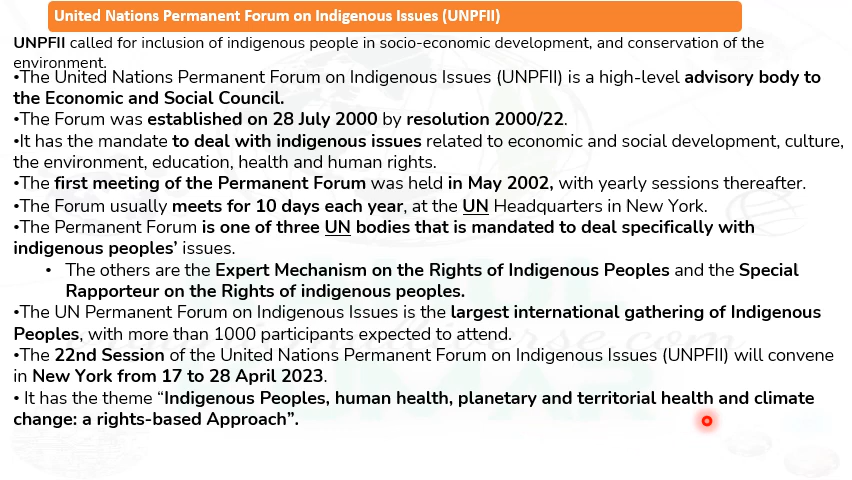 United Nations Permanent Forum on Indigenous Issues (UNPFII)
UNPFII called for inclusion of indigenous people in socio-economic development, and conservation of the
environment.
•The United Nations Permanent Forum on Indigenous Issues (UNPFII) is a high-level advisory body to
the Economic and Social Council.
•The Forum was established on 28 July 2000 by resolution 2000/22.
•It has the mandate to deal with indigenous issues related to economic and social development, culture,
the environment, education, health and human rights.
•The first meeting of the Permanent Forum was held in May 2002, with yearly sessions thereafter.
•The Forum usually meets for 10 days each year, at the UN Headquarters in New York.
•The Permanent Forum is one of three UN bodies that is mandated to deal specifically with
indigenous peoples’ issues.
• The others are the Expert Mechanism on the Rights of Indigenous Peoples and the Special
Rapporteur on the Rights of indigenous peoples.
•The UN Permanent Forum on Indigenous Issues is the largest international gathering of Indigenous
Peoples, with more than 1000 participants expected to attend.
•The 22nd Session of the United Nations Permanent Forum on Indigenous Issues (UNPFII) will convene
in New York from 17 to 28 April 2023.
• It has the theme “Indigenous Peoples, human health, planetary and territorial health and climate
change: a rights-based Approach”.